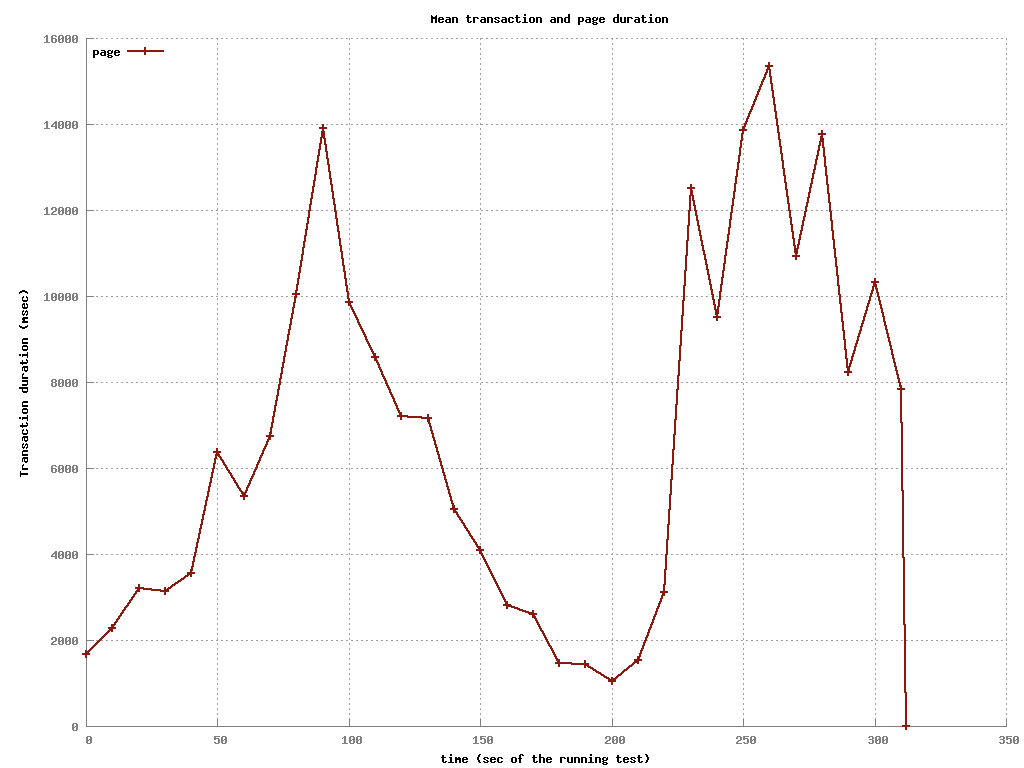 Mean transaction and page duration
page
16000
14000
12000
10000
8000
6000
4000
2000
0
Transaction duration (msec)
0 50 100 150 200 250 300 350
time (sec of the running test)